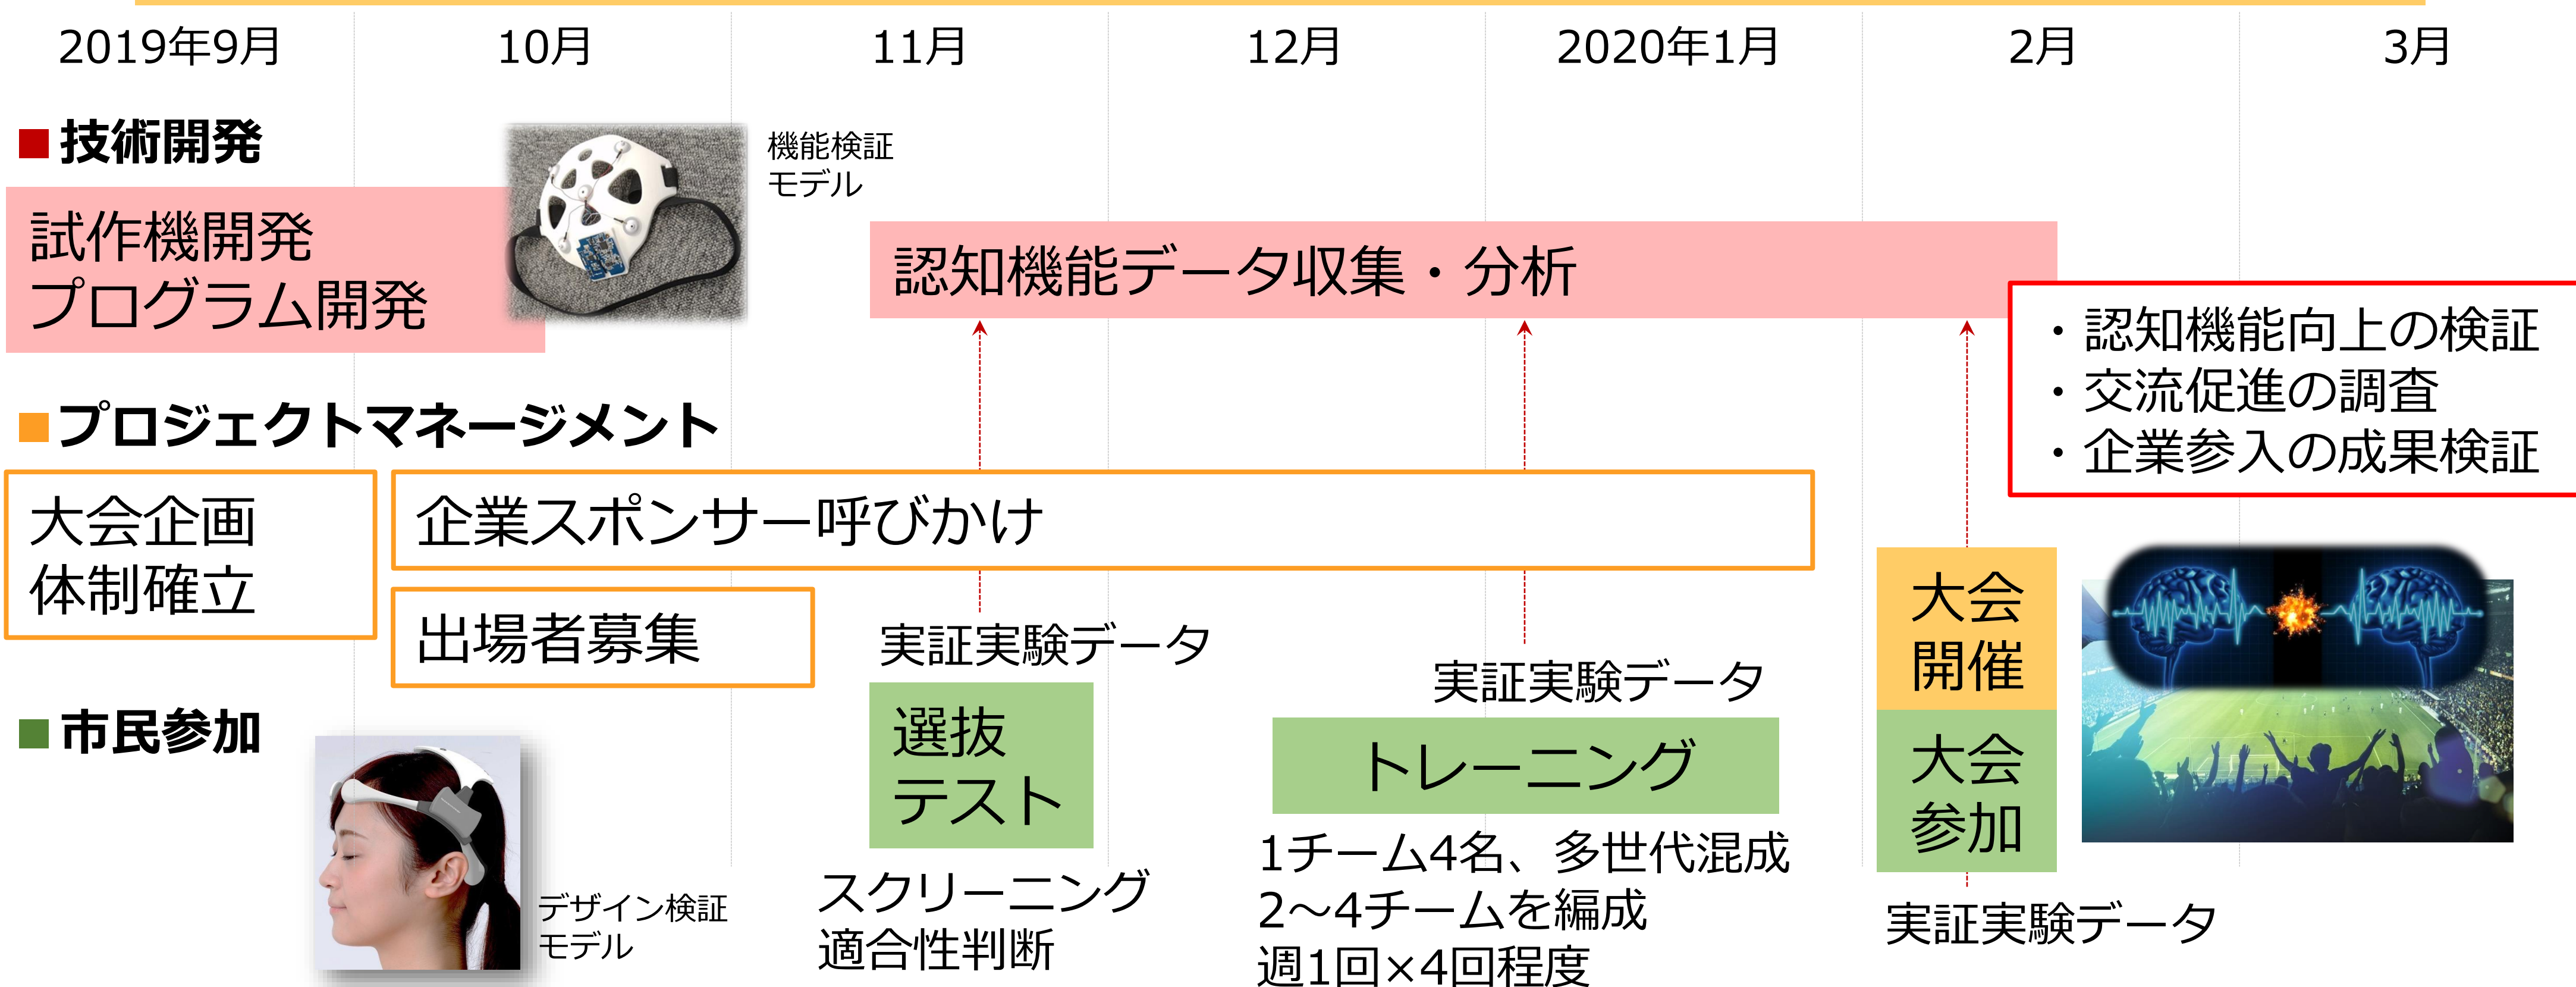 2019年9月
10月
11月
12月
2020年1月
2月
3月
■技術開発
試作機開発
プログラム開発
機能検証
モデル
認知機能データ収集・分析
・認知機能向上の検証
・交流促進の調査
・企業参入の成果検証
■プロジェクトマネージメント
大会企画
体制確立
企業スポンサー呼びかけ
出場者募集
実証実験データ
実証実験データ
大会
開催
■市民参加
デザイン検証
モデル
選抜
テスト
スクリーニング
適合性判断
トレーニング
1チーム4名、多世代混成
2～4チームを編成
週1回×4回程度
大会
参加
実証実験データ